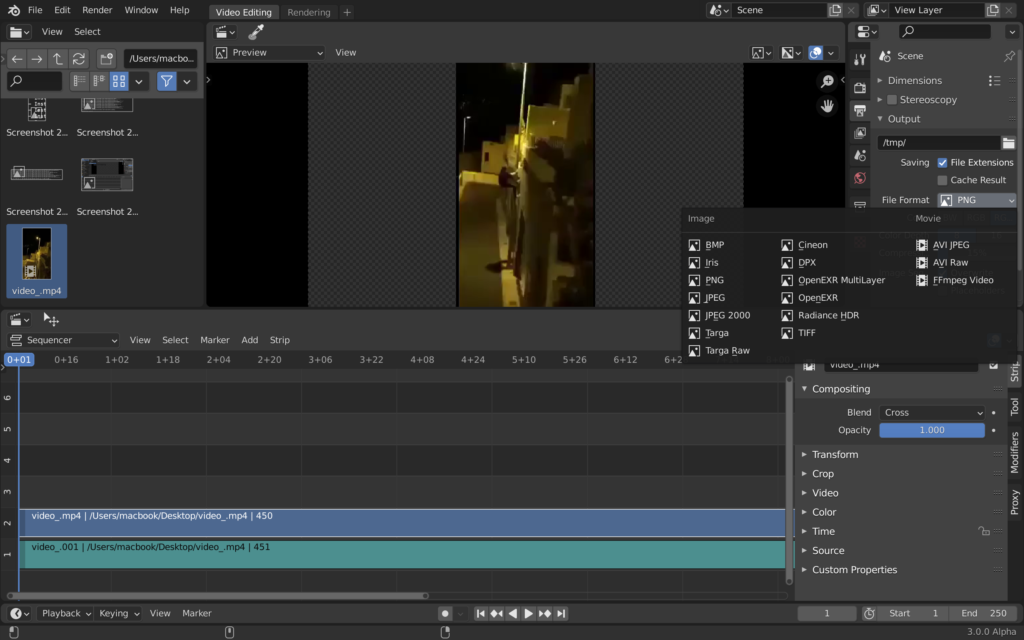 File Edit Render Window Help
Video Editing Rendering +
Scene
View Layer
View Select
Preview View
/Users/macbo...
Scene
Dimensions
Stereoscopy
Output
/tmp/
Saving File Extensions
Cache Result
File Format PNG
Screenshot 2... Screenshot 2...
Screenshot 2... Screenshot 2...
video_.mp4
Image Movie
BMP Cineon AVI JPEG
Iris DPX AVI Raw
PNG OpenEXR MultiLayer FFmpeg Video
JPEG OpenEXR
JPEG 2000 Radiance HDR
Targa TIFF
Targa Raw
Sequencer View Select Marker Add Strip
0+01 0+16 1+02 1+18 2+04 2+20 3+06 3+22 4+08 4+24 5+10 5+26 6+12 6+2
6
5
4
3
2
1
video_.mp4 | /Users/macbook/Desktop/video_.mp4 | 450
video_.001 | /Users/macbook/Desktop/video_.mp4 | 451
video_.mp4
Compositing
Blend Cross
Opacity 1.000
Transform
Crop
Video
Color
Time
Source
Custom Properties
Strip
Tool
Modifiers
Proxy
Playback Keying View Marker
1 Start 1 End 250
3.0.0 Alpha